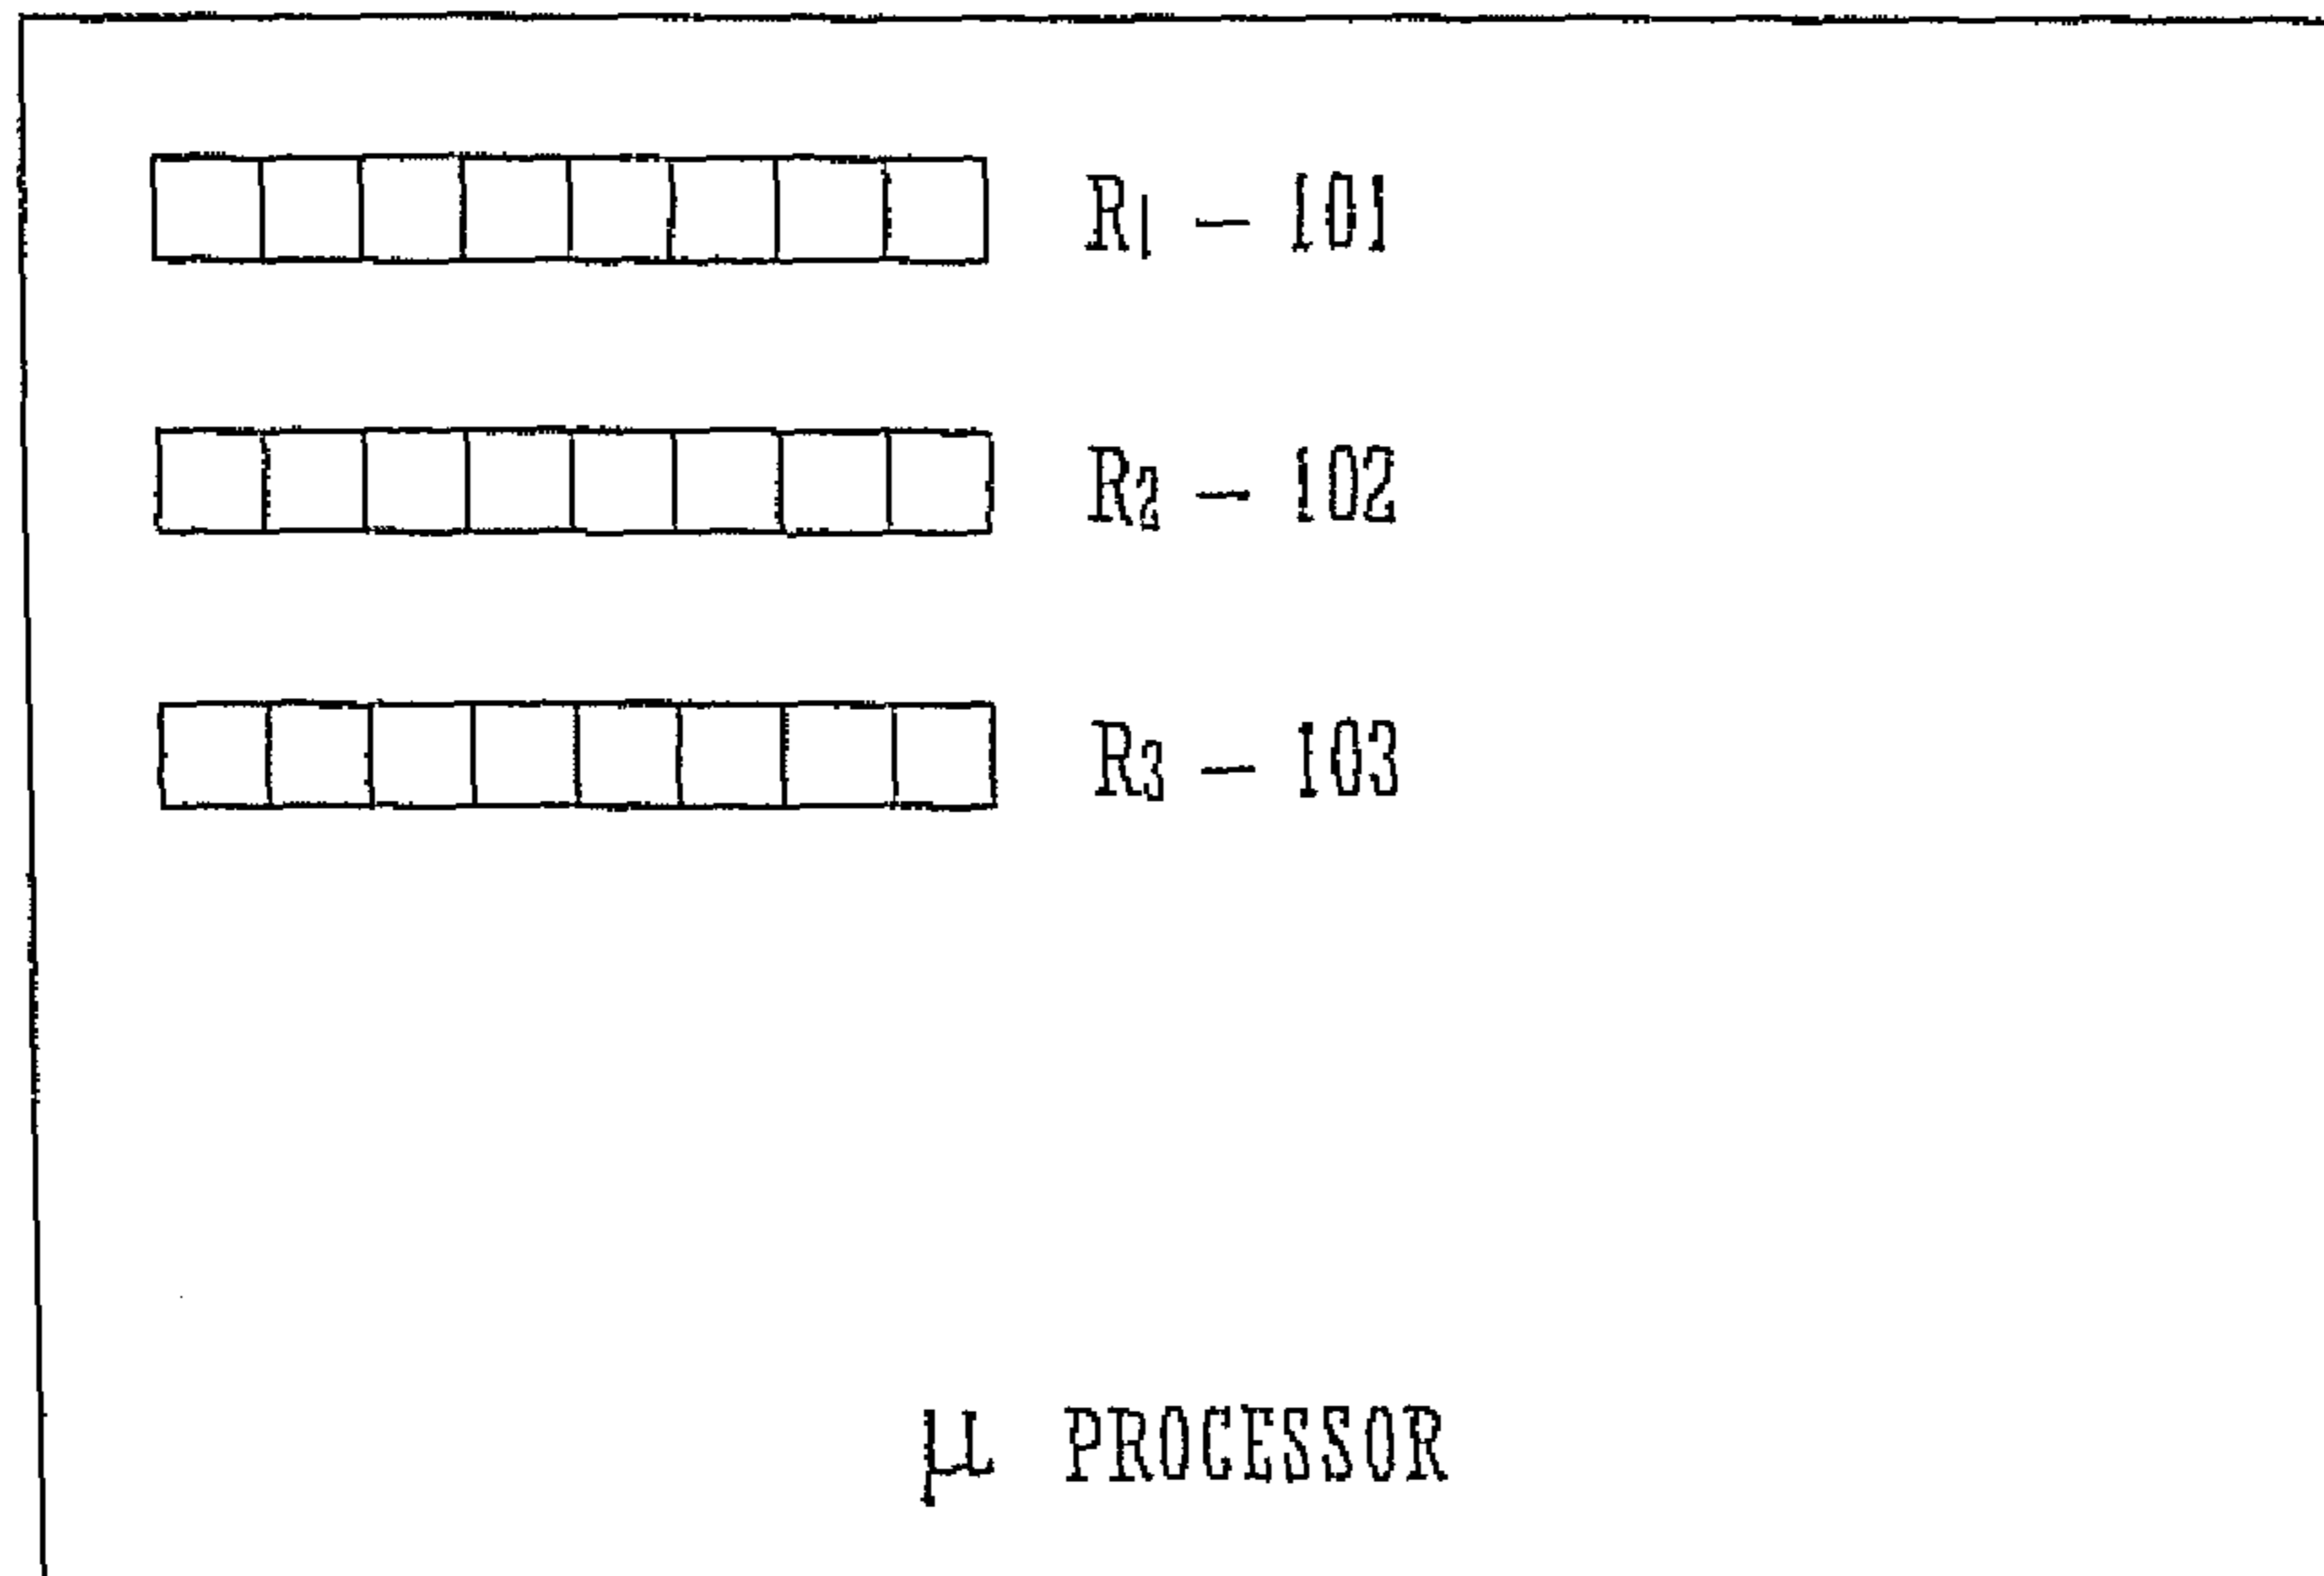 R₁ — 101
R₂ — 102
R₃ — 103
μ PROCESSOR